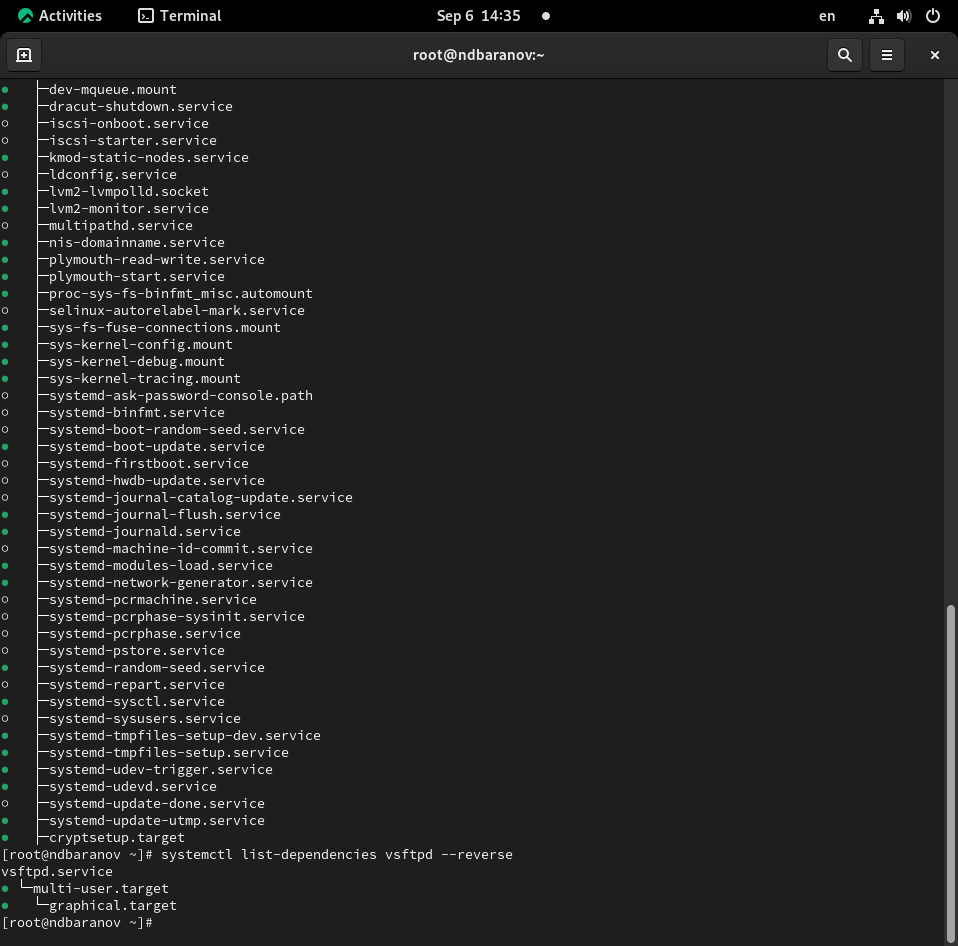 Activities Terminal Sep 6 14:35 en
root@ndbaranov:~
dev-mqueue.mount
dracut-shutdown.service
iscsi-onboot.service
iscsi-starter.service
kmod-static-nodes.service
ldconfig.service
lvm2-lvmpolld.socket
lvm2-monitor.service
multipathd.service
nis-domainname.service
plymouth-read-write.service
plymouth-start.service
proc-sys-fs-binfmt_misc.automount
selinux-autorelabel-mark.service
sys-fs-fuse-connections.mount
sys-kernel-config.mount
sys-kernel-debug.mount
sys-kernel-tracing.mount
systemd-ask-password-console.path
systemd-binfmt.service
systemd-boot-random-seed.service
systemd-boot-update.service
systemd-firstboot.service
systemd-hwdb-update.service
systemd-journal-catalog-update.service
systemd-journal-flush.service
systemd-journald.service
systemd-machine-id-commit.service
systemd-modules-load.service
systemd-network-generator.service
systemd-pcrmachine.service
systemd-pcrphase-sysinit.service
systemd-pcrphase.service
systemd-pstore.service
systemd-random-seed.service
systemd-repart.service
systemd-sysctl.service
systemd-sysusers.service
systemd-tmpfiles-setup-dev.service
systemd-tmpfiles-setup.service
systemd-udev-trigger.service
systemd-udevd.service
systemd-update-done.service
systemd-update-utmp.service
cryptsetup.target
[root@ndbaranov ~]# systemctl list-dependencies vsftpd --reverse
vsftpd.service
multi-user.target
graphical.target
[root@ndbaranov ~]#